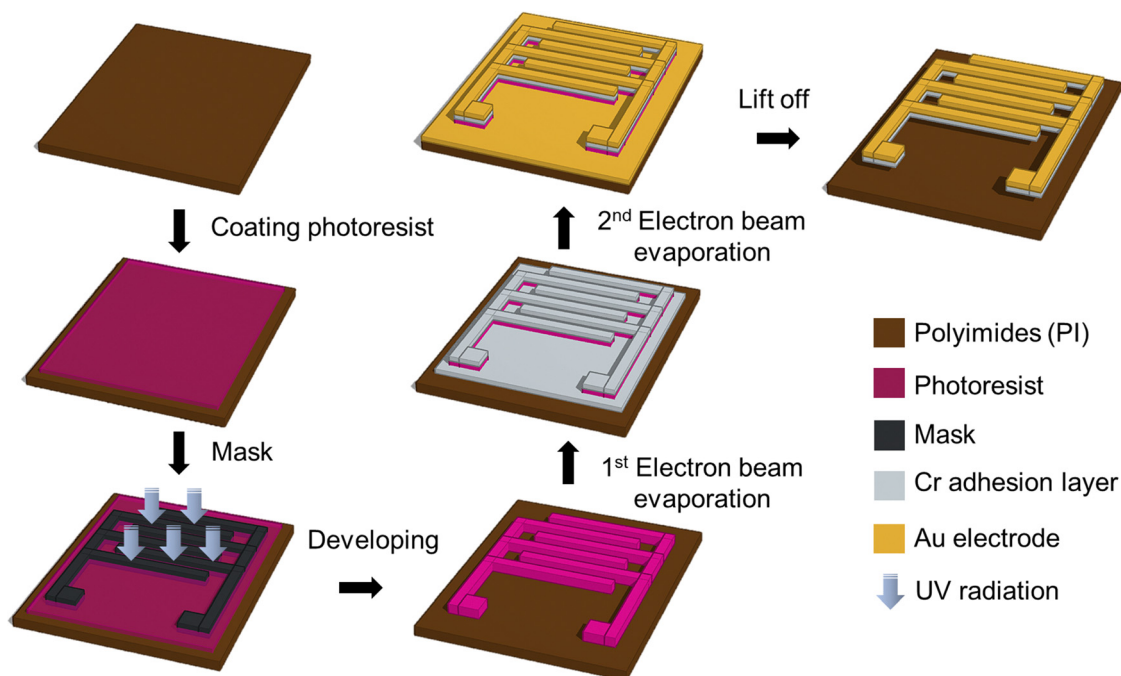 Coating photoresist
Mask
Developing
1st Electron beam
evaporation
2nd Electron beam
evaporation
Lift off
Polyimides (PI)
Photoresist
Mask
Cr adhesion layer
Au electrode
UV radiation